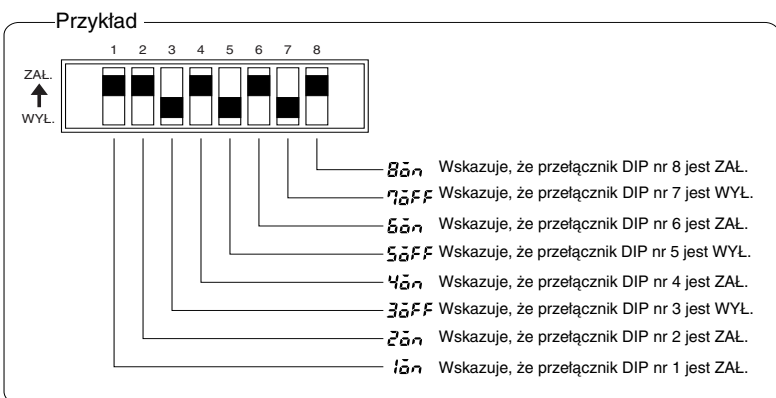 Przykład
1 2 3 4 5 6 7 8
ZAŁ.
WYŁ.
8on Wskazuje, że przełącznik DIP nr 8 jest ZAŁ.
7oFF Wskazuje, że przełącznik DIP nr 7 jest WYŁ.
6on Wskazuje, że przełącznik DIP nr 6 jest ZAŁ.
5oFF Wskazuje, że przełącznik DIP nr 5 jest WYŁ.
4on Wskazuje, że przełącznik DIP nr 4 jest ZAŁ.
3oFF Wskazuje, że przełącznik DIP nr 3 jest WYŁ.
2on Wskazuje, że przełącznik DIP nr 2 jest ZAŁ.
1on Wskazuje, że przełącznik DIP nr 1 jest ZAŁ.